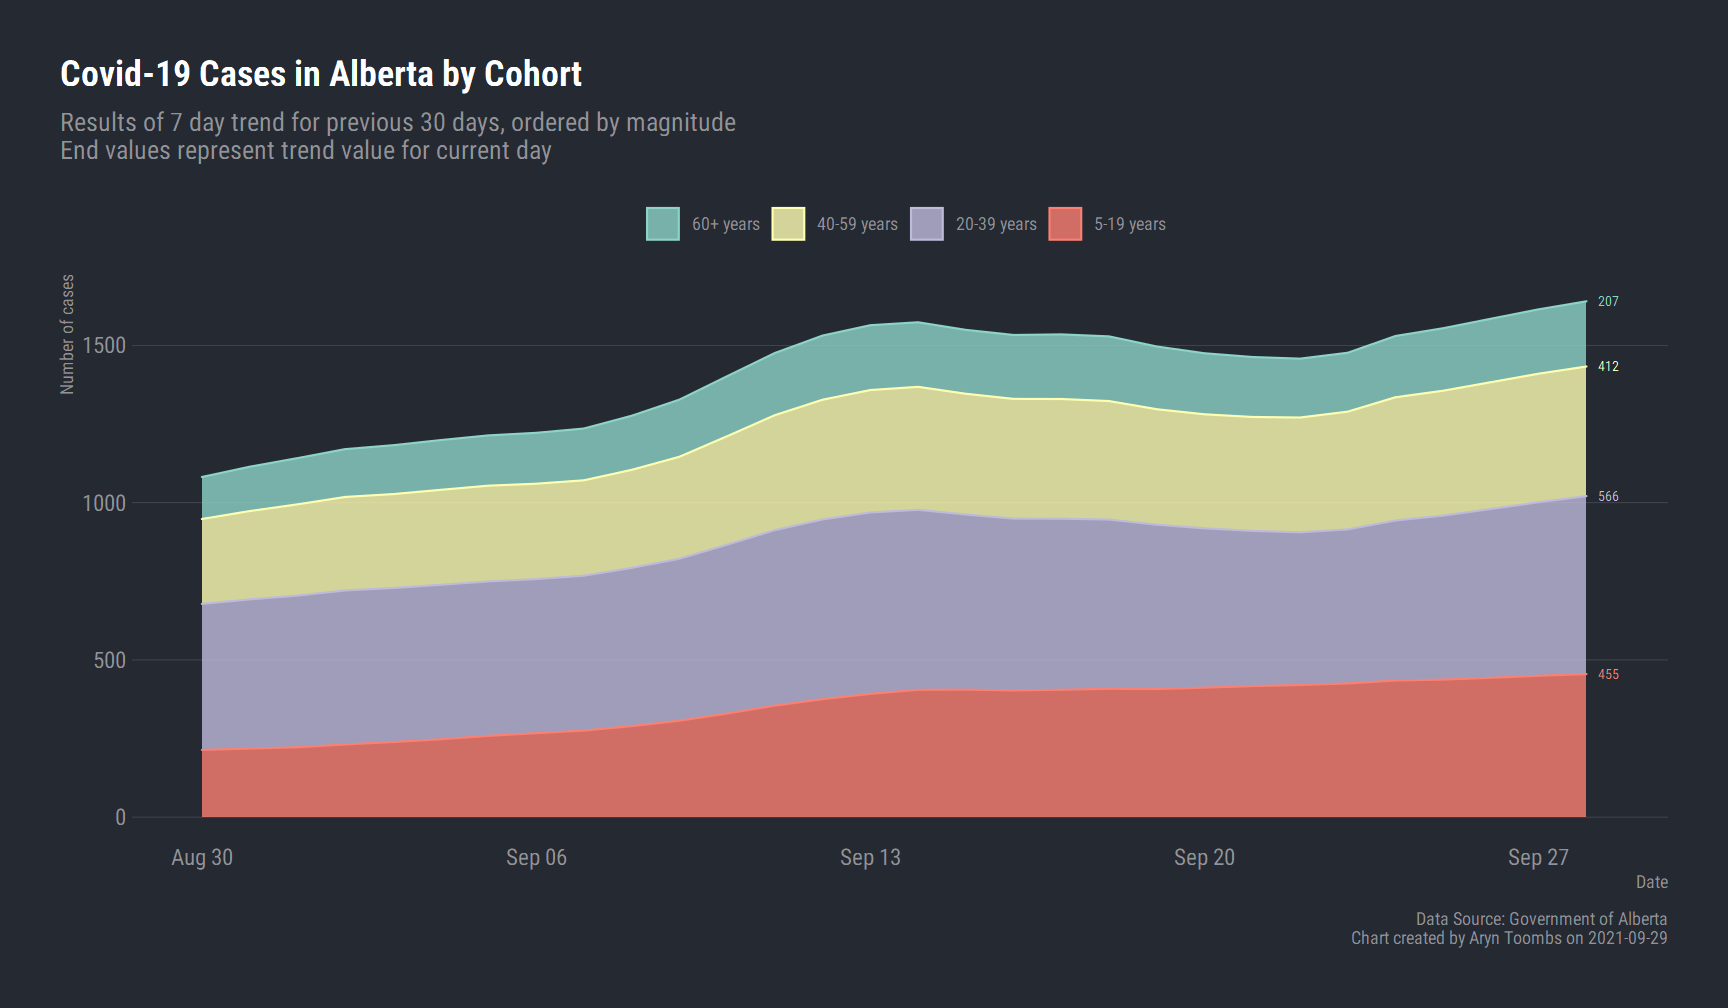 Covid-19 Cases in Alberta by Cohort
Results of 7 day trend for previous 30 days, ordered by magnitude
End values represent trend value for current day
60+ years
40-59 years
20-39 years
5-19 years
Number of cases
1500
1000
500
0
207
412
566
455
Aug 30
Sep 06
Sep 13
Sep 20
Sep 27
Date
Data Source: Government of Alberta
Chart created by Aryn Toombs on 2021-09-29